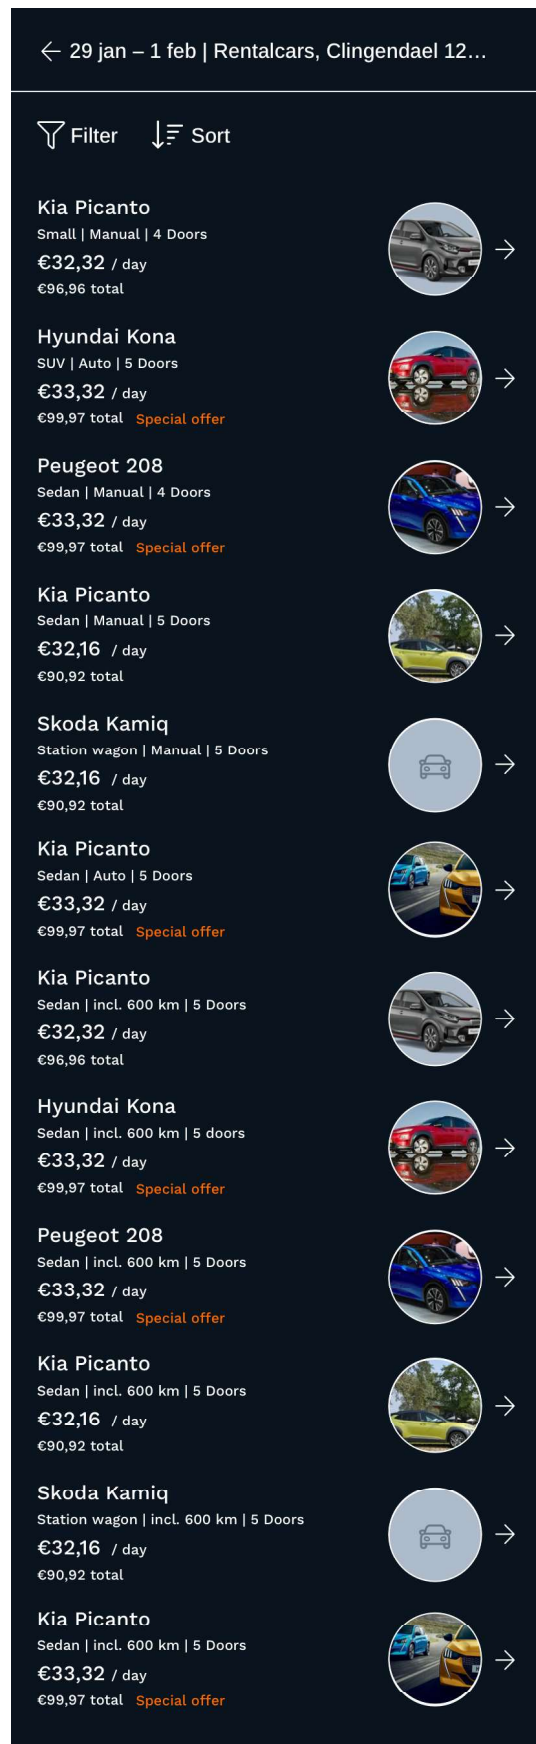 29 jan – 1 feb | Rentalcars, Clingendael 12...
Filter Sort
Kia Picanto
Small | Manual | 4 Doors
€32,32 / day
€96,96 total
Hyundai Kona
SUV | Auto | 5 Doors
€33,32 / day
€99,97 total Special offer
Peugeot 208
Sedan | Manual | 4 Doors
€33,32 / day
€99,97 total Special offer
Kia Picanto
Sedan | Manual | 5 Doors
€32,16 / day
€90,92 total
Skoda Kamiq
Station wagon | Manual | 5 Doors
€32,16 / day
€90,92 total
Kia Picanto
Sedan | Auto | 5 Doors
€33,32 / day
€99,97 total Special offer
Kia Picanto
Sedan | incl. 600 km | 5 Doors
€32,32 / day
€96,96 total
Hyundai Kona
Sedan | incl. 600 km | 5 doors
€33,32 / day
€99,97 total Special offer
Peugeot 208
Sedan | incl. 600 km | 5 Doors
€33,32 / day
€99,97 total Special offer
Kia Picanto
Sedan | incl. 600 km | 5 Doors
€32,16 / day
€90,92 total
Skoda Kamiq
Station wagon | incl. 600 km | 5 Doors
€32,16 / day
€90,92 total
Kia Picanto
Sedan | incl. 600 km | 5 Doors
€33,32 / day
€99,97 total Special offer